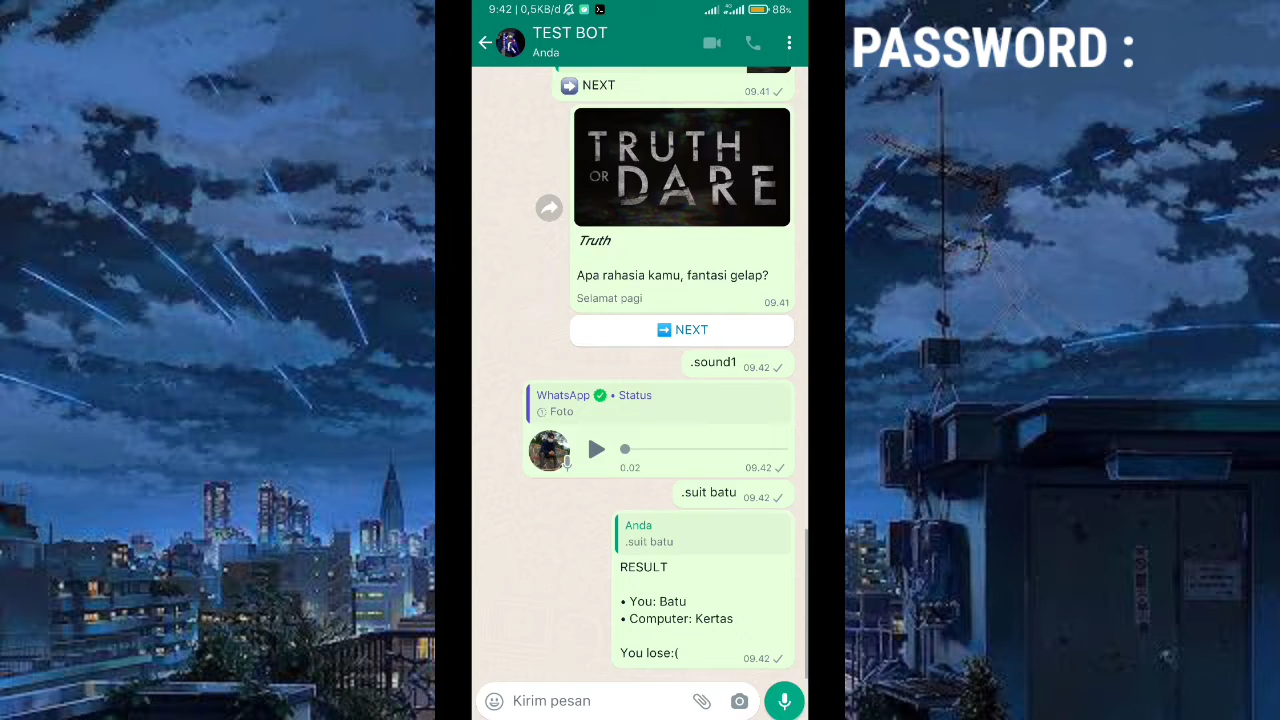 9:42 | 0,5KB/d
88%
PASSWORD :
TEST BOT
Anda
➡️ NEXT
09.41
TRUTH
OR DARE
Truth
Apa rahasia kamu, fantasi gelap?
Selamat pagi
09.41
➡️ NEXT
.sound1 09.42
WhatsApp • Status
Foto
0.02 09.42
.suit batu 09.42
Anda
.suit batu
RESULT
• You: Batu
• Computer: Kertas
You lose:(
09.42
Kirim pesan